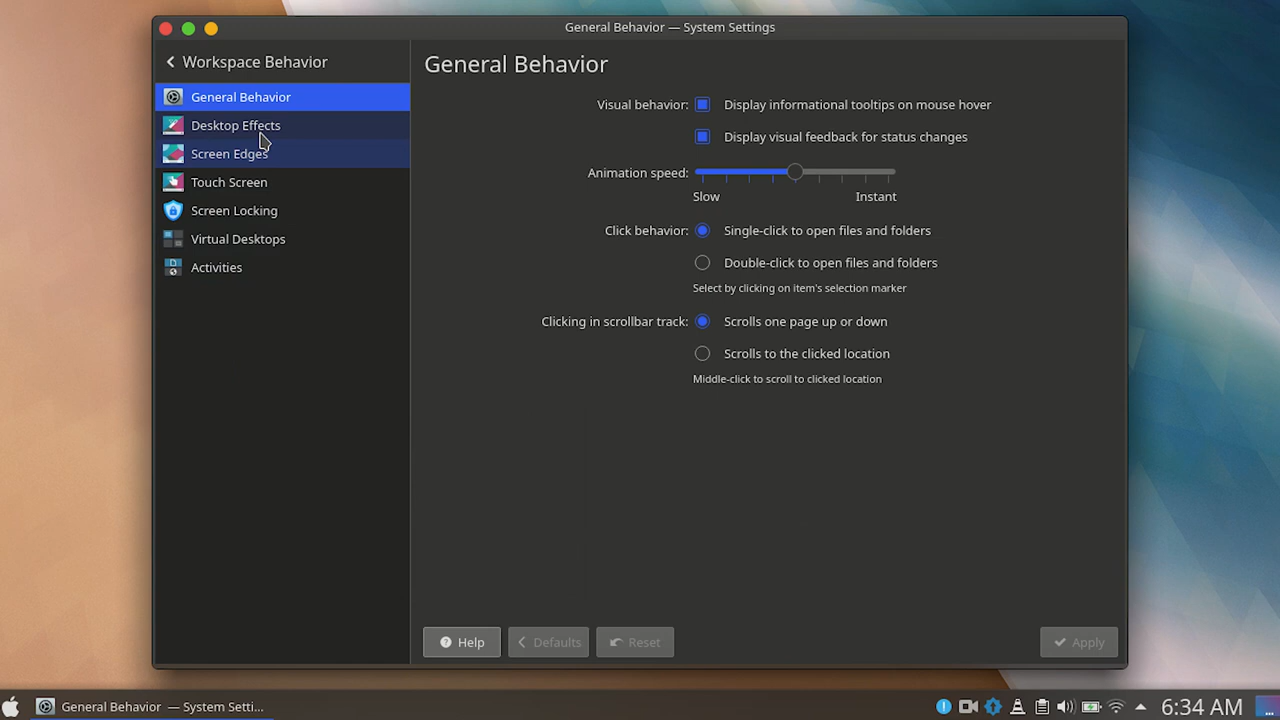 General Behavior — System Settings
Workspace Behavior
General Behavior
Desktop Effects
Screen Edges
Touch Screen
Screen Locking
Virtual Desktops
Activities
General Behavior
Visual behavior: Display informational tooltips on mouse hover
Display visual feedback for status changes
Animation speed:
Slow Instant
Click behavior: Single-click to open files and folders
Double-click to open files and folders
Select by clicking on item's selection marker
Clicking in scrollbar track: Scrolls one page up or down
Scrolls to the clicked location
Middle-click to scroll to clicked location
Help Defaults Reset Apply
General Behavior — System Setti... 6:34 AM